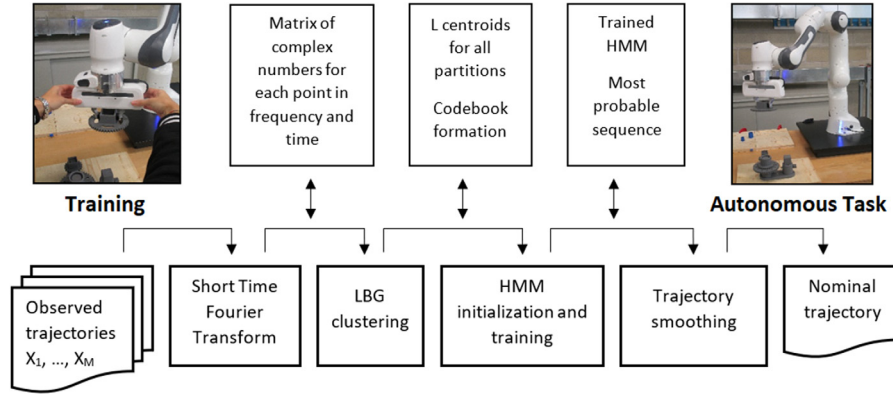 Matrix of
complex
numbers for
each point in
frequency and
time
L centroids
for all
partitions
Codebook
formation
Trained
HMM
Most
probable
sequence
Training
Autonomous Task
Observed
trajectories
X₁, ..., Xₘ
Short Time
Fourier
Transform
LBG
clustering
HMM
initialization and
training
Trajectory
smoothing
Nominal
trajectory